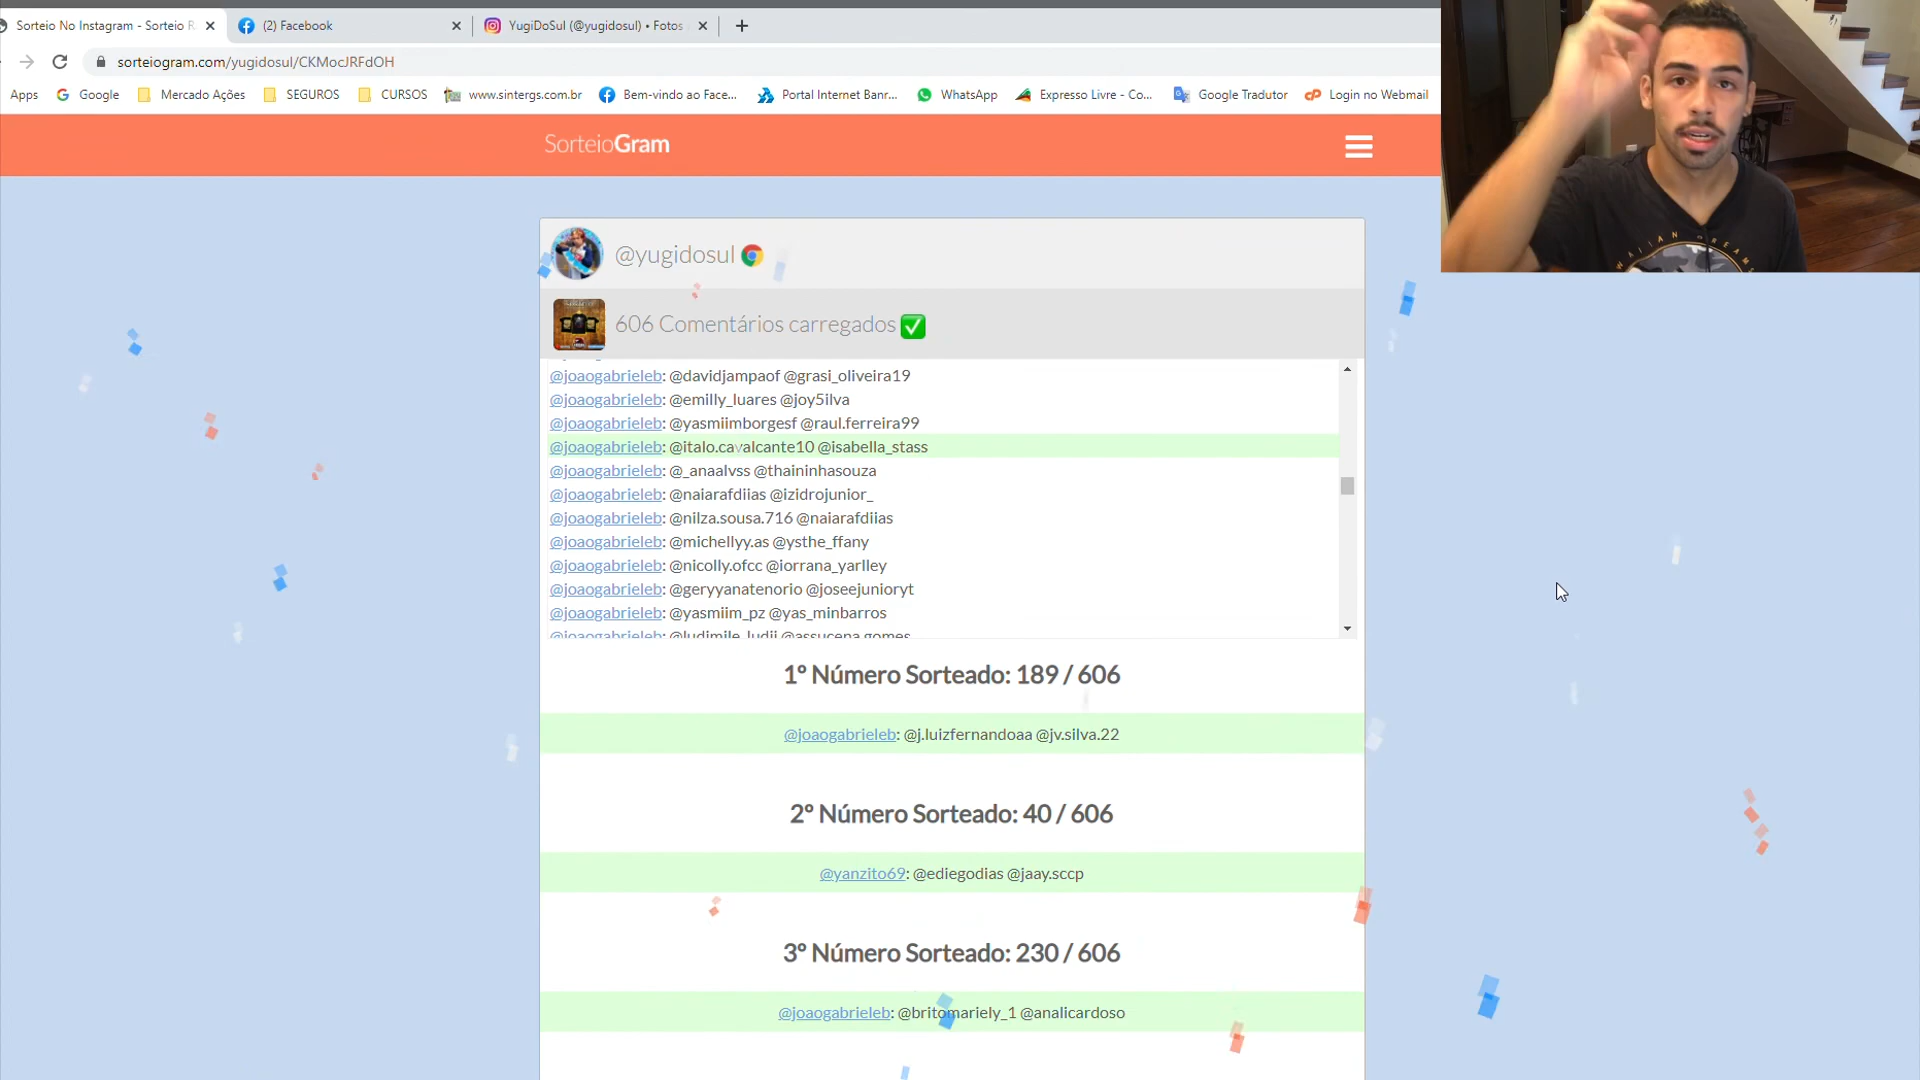 Sorteio No Instagram - Sorteio R
(2) Facebook
YugiDoSul (@yugidosul) • Fotos
sorteiogram.com/yugidosul/CKMocJRFdOH
Apps
Google
Mercado Ações
SEGUROS
CURSOS
www.sintergs.com.br
Bem-vindo ao Face...
Portal Internet Banr...
WhatsApp
Expresso Livre - Co...
Google Tradutor
Login no Webmail
SorteioGram
@yugidosul
606 Comentários carregados
@joaogabrieleb: @davidjampaof @grasi_oliveira19
@joaogabrieleb: @emilly_luares @joy5ilva
@joaogabrieleb: @yasmiimborgesf @raul.ferreira99
@joaogabrieleb: @italo.cavalcante10 @isabella_stass
@joaogabrieleb: @_anaalvss @thaininhasouza
@joaogabrieleb: @naiarafdiias @izidrojunior_
@joaogabrieleb: @nilza.sousa.716 @naiarafdiias
@joaogabrieleb: @michellyy.as @ysthe_ffany
@joaogabrieleb: @nicolly.ofcc @iorrana_yarlley
@joaogabrieleb: @geryyanatenorio @joseejunioryt
@joaogabrieleb: @yasmiim_pz @yas_minbarros
@joaogabrieleb: @ludimile_ludii @assucena.gomes
1º Número Sorteado: 189 / 606
@joaogabrieleb: @j.luizfernandoaa @jv.silva.22
2º Número Sorteado: 40 / 606
@yanzito69: @ediegodias @jaay.sccp
3º Número Sorteado: 230 / 606
@joaogabrieleb: @britomariely_1 @analicardoso